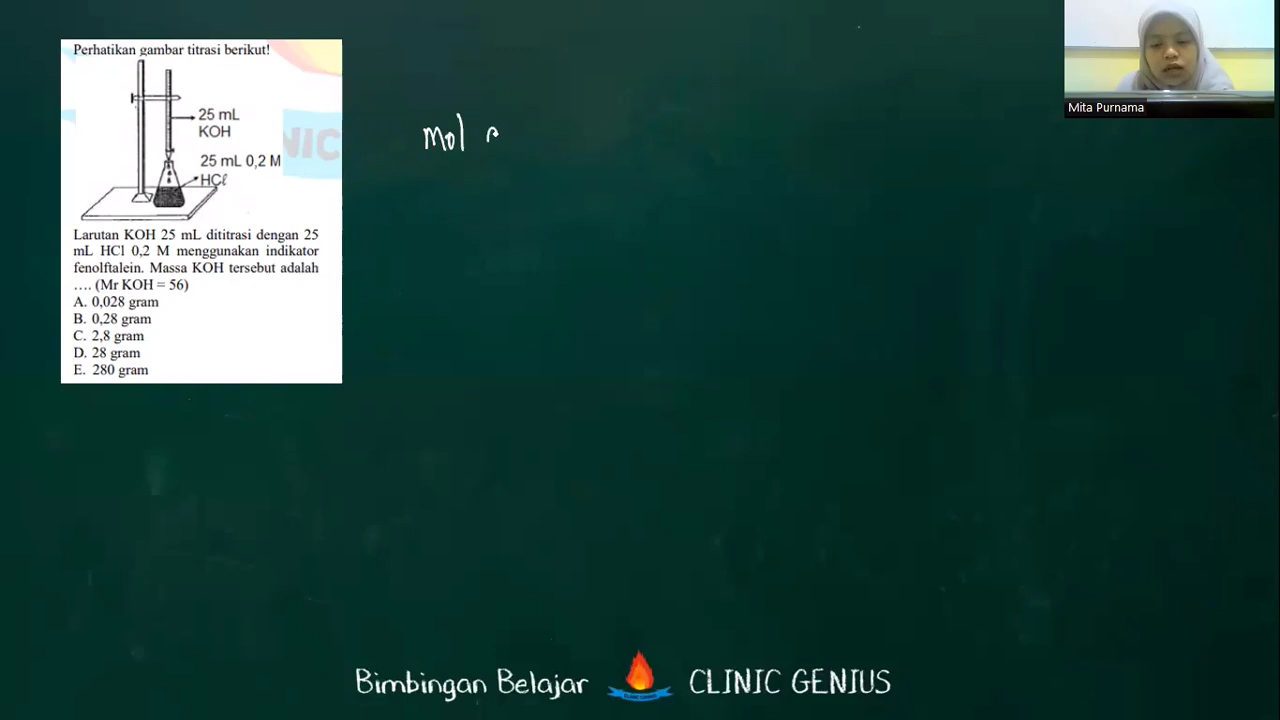 Perhatikan gambar titrasi berikut!
25 mL
KOH
25 mL 0,2 M
HCl
Larutan KOH 25 mL dititrasi dengan 25
mL HCl 0,2 M menggunakan indikator
fenolftalein. Massa KOH tersebut adalah
.... (Mr KOH = 56)
A. 0,028 gram
B. 0,28 gram
C. 2,8 gram
D. 28 gram
E. 280 gram
mol
Mita Purnama
Bimbingan Belajar CLINIC GENIUS